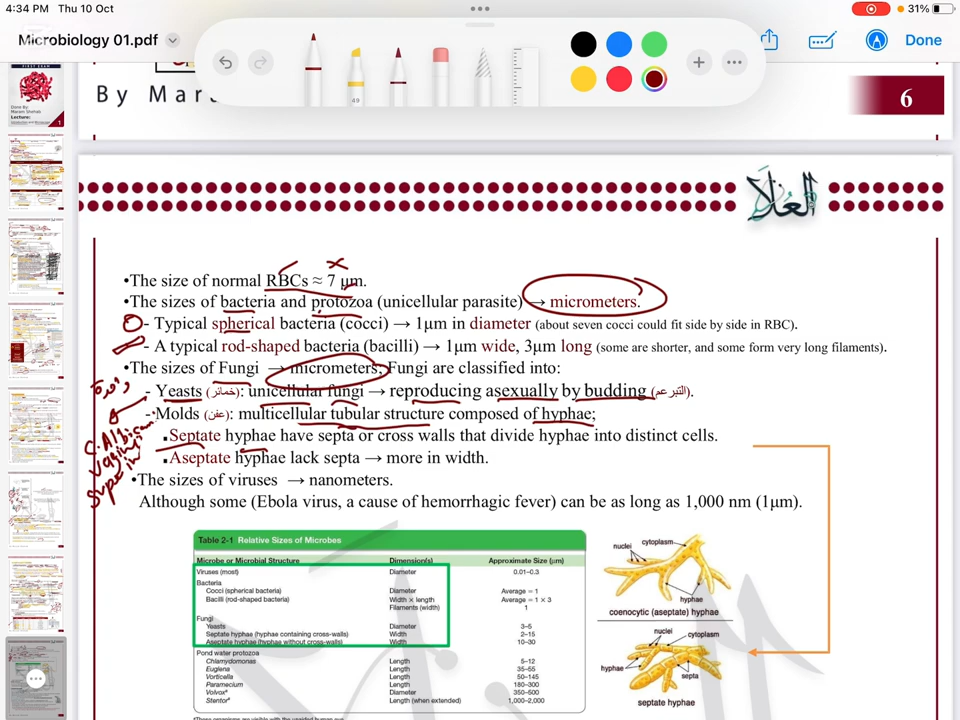 4:34 PM Thu 10 Oct
31%
Microbiology 01.pdf
Done
49
By Mar
6
العلا
•The size of normal RBCs ≈ 7 μm.
•The sizes of bacteria and protozoa (unicellular parasite) → micrometers.
- Typical spherical bacteria (cocci) → 1μm in diameter (about seven cocci could fit side by side in RBC).
- A typical rod-shaped bacteria (bacilli) → 1μm wide, 3μm long (some are shorter, and some form very long filaments).
•The sizes of Fungi → micrometers, Fungi are classified into:
- Yeasts (خمائر): unicellular fungi → reproducing asexually by budding (التبرعم).
- Molds (عفن): multicellular tubular structure composed of hyphae;
▪Septate hyphae have septa or cross walls that divide hyphae into distinct cells.
▪Aseptate hyphae lack septa → more in width.
•The sizes of viruses → nanometers.
Although some (Ebola virus, a cause of hemorrhagic fever) can be as long as 1,000 nm (1μm).
Table 2-1 Relative Sizes of Microbes
Microbe or Microbial Structure Dimension(s) Approximate Size (μm)
Viruses (most) Diameter 0.01–0.3
Bacteria
Cocci (spherical bacteria) Diameter Average = 1
Bacilli (rod-shaped bacteria) Width × length Average = 1 × 3
Filaments (width) 1
Fungi
Yeasts Diameter 3–5
Septate hyphae (hyphae containing cross-walls) Width 2–15
Aseptate hyphae (hyphae without cross-walls) Width 10–30
Pond water protozoa
Chlamydomonas Length 5–12
Euglena Length 35–55
Vorticella Length 50–145
Paramecium Length 180–300
Volvoxª Diameter 350–500
Stentorª Length (when extended) 1,000–2,000
nuclei
cytoplasm
hyphae
coenocytic (aseptate) hyphae
nuclei
cytoplasm
hyphae
septa
septate hyphae